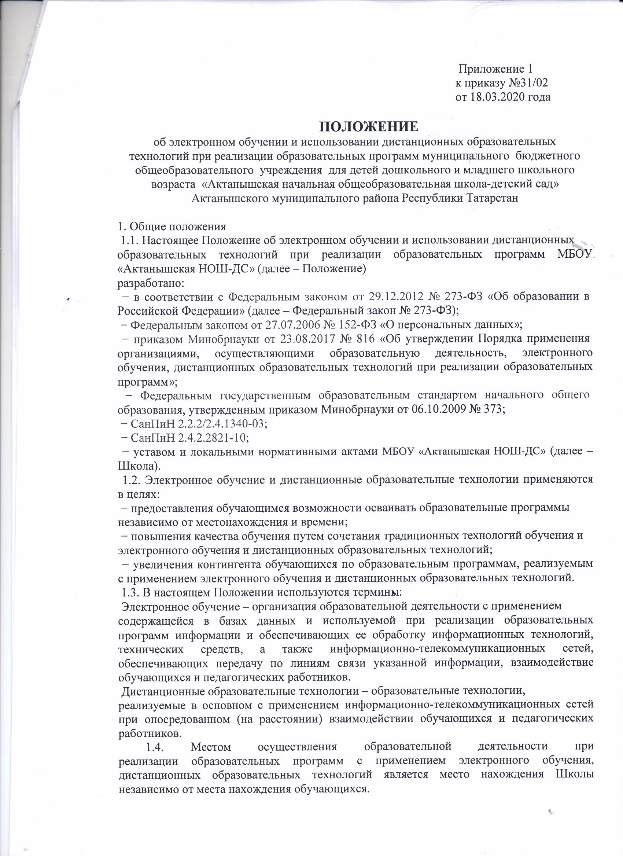 Приложение 1
к приказу №31/02
от 18.03.2020 года
ПОЛОЖЕНИЕ
об электронном обучении и использовании дистанционных образовательных
технологий при реализации образовательных программ муниципального бюджетного
общеобразовательного учреждения для детей дошкольного и младшего школьного
возраста «Актанышская начальная общеобразовательная школа-детский сад»
Актанышского муниципального района Республики Татарстан
1. Общие положения
1.1. Настоящее Положение об электронном обучении и использовании дистанционных
образовательных технологий при реализации образовательных программ МБОУ
«Актанышская НОШ-ДС» (далее – Положение)
разработано:
− в соответствии с Федеральным законом от 29.12.2012 № 273-ФЗ «Об образовании в
Российской Федерации» (далее – Федеральный закон № 273-ФЗ);
− Федеральным законом от 27.07.2006 № 152-ФЗ «О персональных данных»;
− приказом Минобрнауки от 23.08.2017 № 816 «Об утверждении Порядка применения
организациями, осуществляющими образовательную деятельность, электронного
обучения, дистанционных образовательных технологий при реализации образовательных
программ»;
− Федеральным государственным образовательным стандартом начального общего
образования, утвержденным приказом Минобрнауки от 06.10.2009 № 373;
− СанПиН 2.2.2/2.4.1340-03;
− СанПиН 2.4.2.2821-10;
− уставом и локальными нормативными актами МБОУ «Актанышская НОШ-ДС» (далее –
Школа).
1.2. Электронное обучение и дистанционные образовательные технологии применяются
в целях:
− предоставления обучающимся возможности осваивать образовательные программы
независимо от местонахождения и времени;
− повышения качества обучения путем сочетания традиционных технологий обучения и
электронного обучения и дистанционных образовательных технологий;
− увеличения контингента обучающихся по образовательным программам, реализуемым
с применением электронного обучения и дистанционных образовательных технологий.
1.3. В настоящем Положении используются термины:
Электронное обучение – организация образовательной деятельности с применением
содержащейся в базах данных и используемой при реализации образовательных
программ информации и обеспечивающих ее обработку информационных технологий,
технических средств, а также информационно-телекоммуникационных сетей,
обеспечивающих передачу по линиям связи указанной информации, взаимодействие
обучающихся и педагогических работников.
Дистанционные образовательные технологии – образовательные технологии,
реализуемые в основном с применением информационно-телекоммуникационных сетей
при опосредованном (на расстоянии) взаимодействии обучающихся и педагогических
работников.
1.4. Местом осуществления образовательной деятельности при
реализации образовательных программ с применением электронного обучения,
дистанционных образовательных технологий является место нахождения Школы
независимо от места нахождения обучающихся.